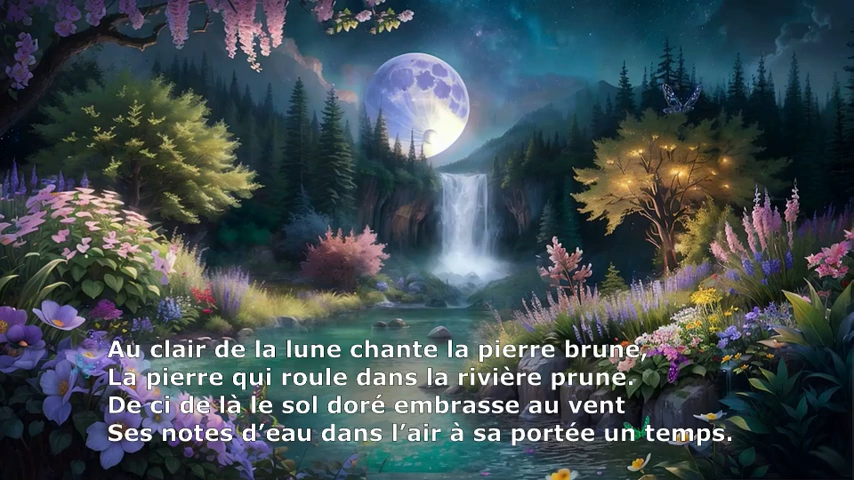 Au clair de la lune chante la pierre brune,
La pierre qui roule dans la rivière prune.
De ci de là le sol doré embrasse au vent
Ses notes d’eau dans l’air à sa portée un temps.